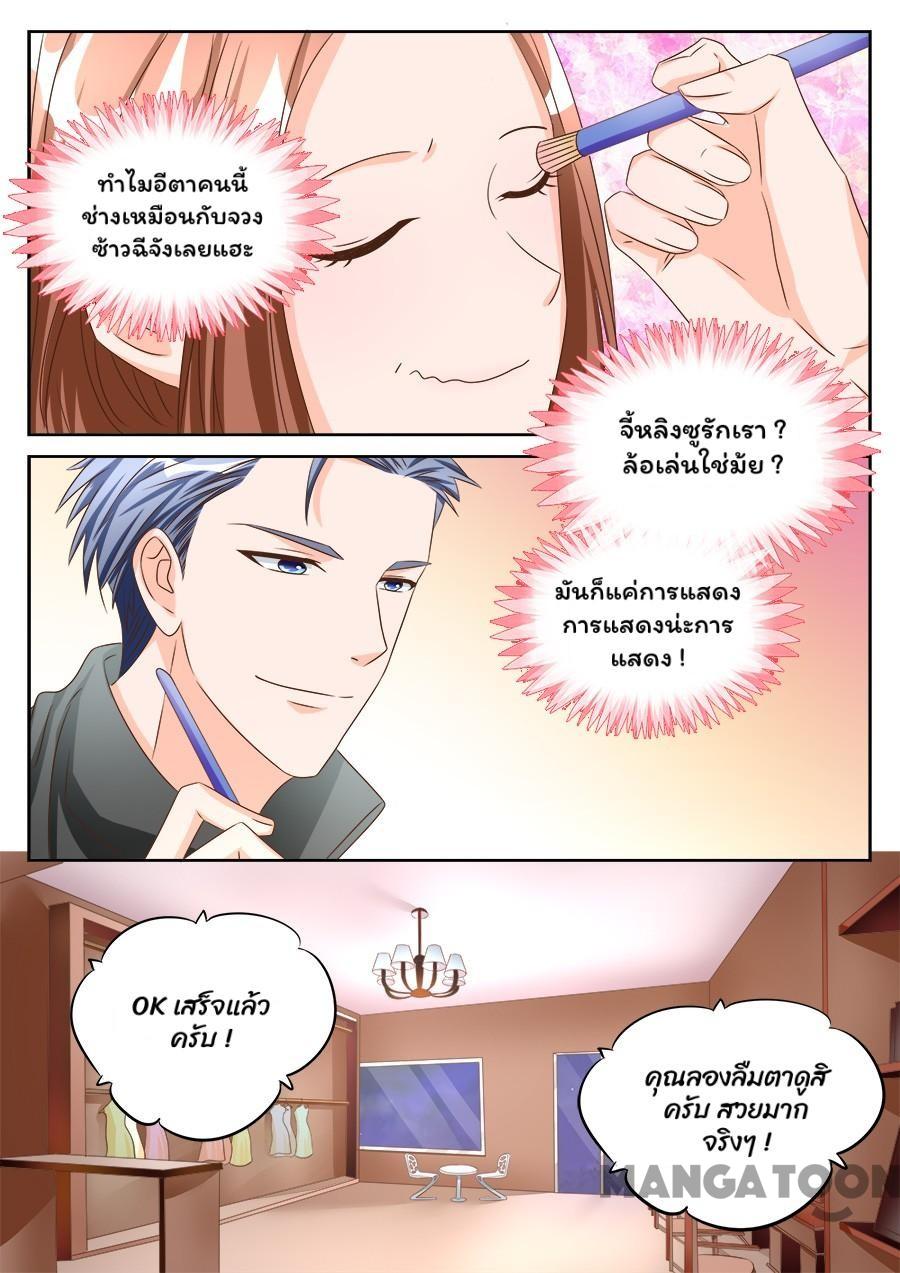 ทำไมอีตาคนนี้
ช่างเหมือนกับจวง
ซ้าวฉีจังเลยแฮะ
จี้หลิงซูรักเรา ?
ล้อเล่นใช่มั้ย ?
มันก็แค่การแสดง
การแสดงน่ะการ
แสดง !
OK เสร็จแล้ว
ครับ !
คุณลองลืมตาดูสิ
ครับ สวยมาก
จริงๆ !
MANGATOON